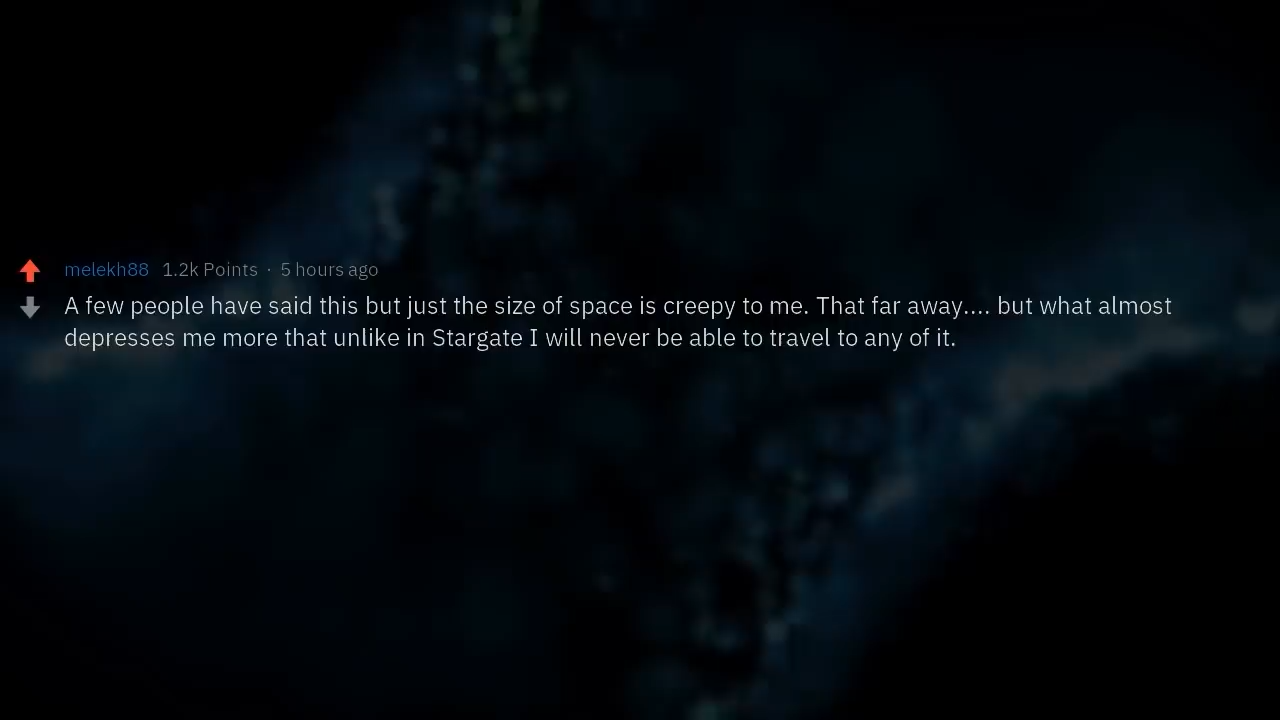 melekh88 1.2k Points · 5 hours ago
A few people have said this but just the size of space is creepy to me. That far away.... but what almost
depresses me more that unlike in Stargate I will never be able to travel to any of it.